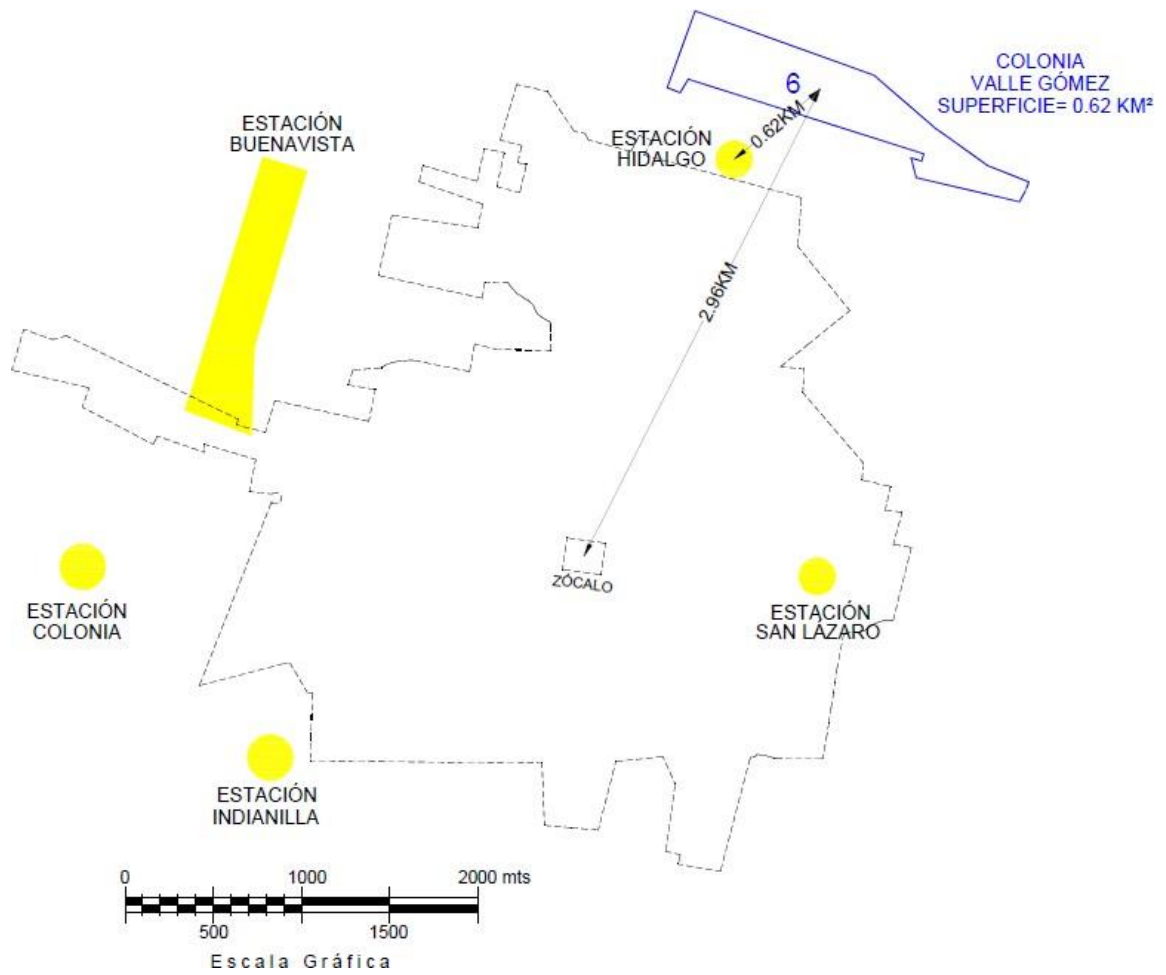 COLONIA
VALLE GÓMEZ
SUPERFICIE= 0.62 KM²
6
ESTACIÓN
BUENAVISTA
ESTACIÓN
HIDALGO
0.62KM
2.96KM
ZÓCALO
ESTACIÓN
COLONIA
ESTACIÓN
SAN LÁZARO
ESTACIÓN
INDIANILLA
0 1000 2000 mts
500 1500
Escala Gráfica